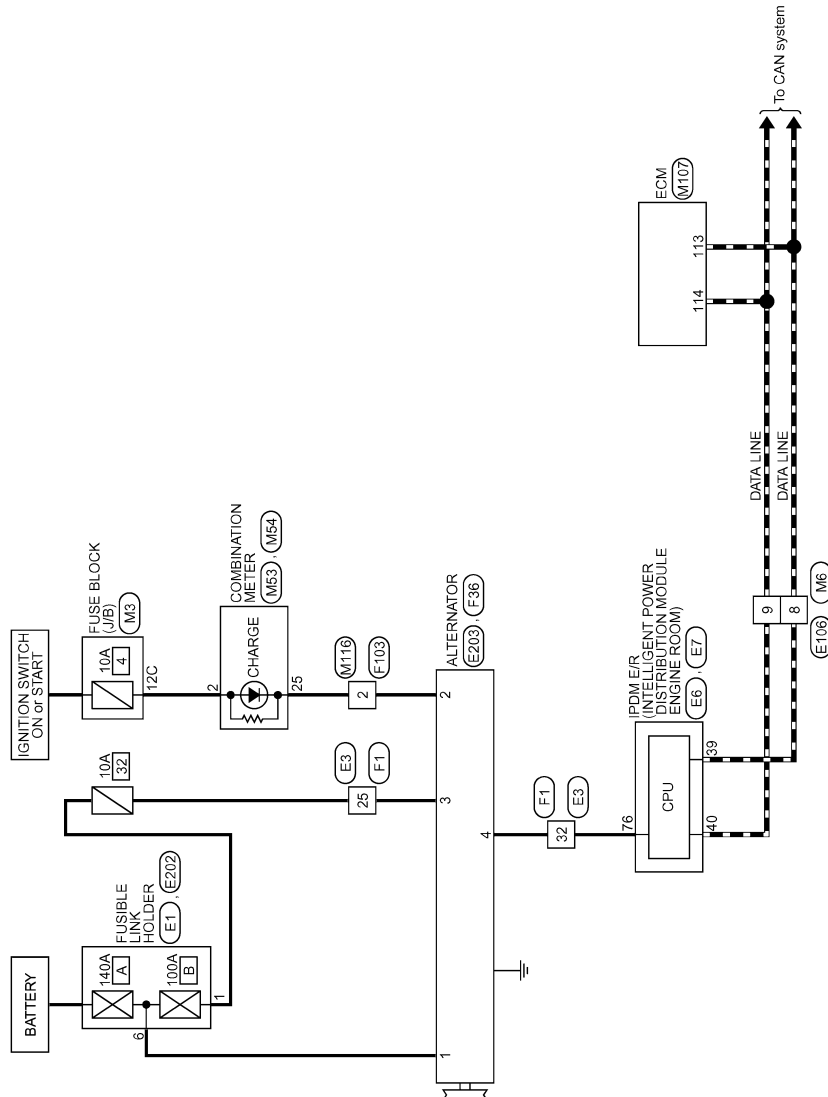 BATTERY
IGNITION SWITCH
ON or START
140A
A
100A
B
FUSIBLE
LINK
HOLDER
E1 , E202
6
1
10A
32
10A
4
FUSE BLOCK
(J/B)
M3
12C
2
COMBINATION
METER
M53 , M54
CHARGE
25
E3
25
F1
M116
2
F103
1
3
2
4
ALTERNATOR
E203 , F36
F1
32
E3
76
IPDM E/R
(INTELLIGENT POWER
DISTRIBUTION MODULE
ENGINE ROOM)
E6 , E7
CPU
40
39
9
8
E106
M6
DATA LINE
DATA LINE
ECM
M107
114
113
To CAN system